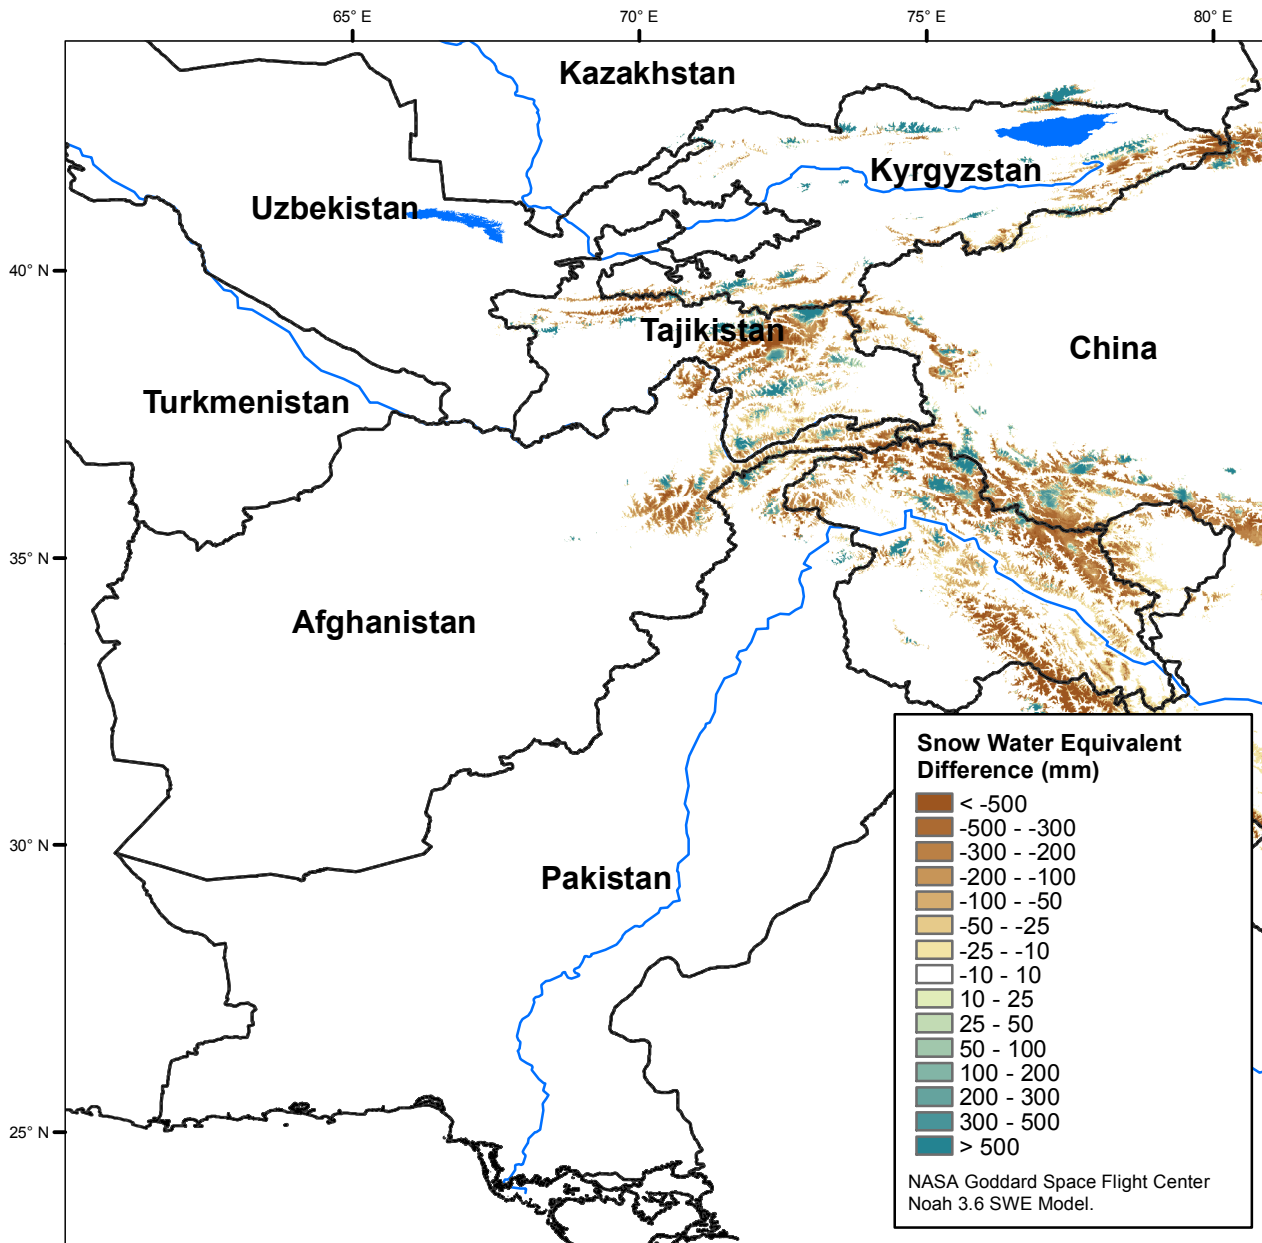 65° E
70° E
75° E
80° E
Kazakhstan
Kyrgyzstan
Uzbekistan
40° N
Tajikistan
China
Turkmenistan
35° N
Afghanistan
Snow Water Equivalent
Difference (mm)
< -500
-500 - -300
-300 - -200
-200 - -100
-100 - -50
-50 - -25
-25 - -10
-10 - 10
10 - 25
25 - 50
50 - 100
100 - 200
200 - 300
300 - 500
> 500
30° N
Pakistan
25° N
NASA Goddard Space Flight Center
Noah 3.6 SWE Model.